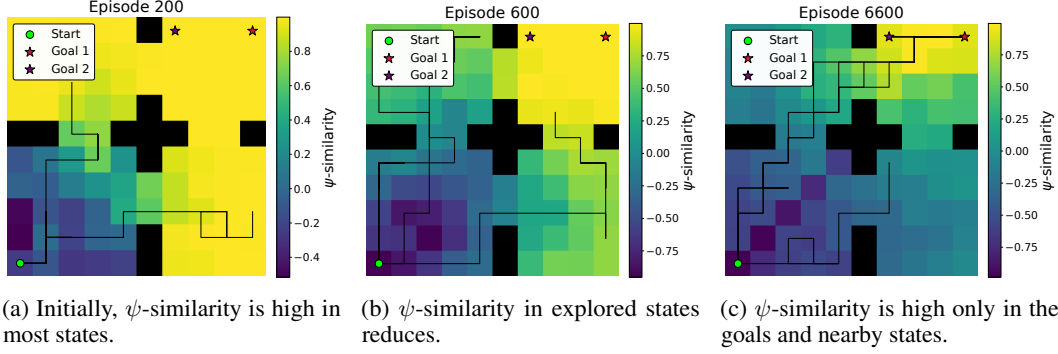 Episode 200
Start
Goal 1
Goal 2
0.8
0.6
0.4
0.2
0.0
−0.2
−0.4
ψ-similarity
(a) Initially, ψ-similarity is high in
most states.
Episode 600
Start
Goal 1
Goal 2
0.75
0.50
0.25
0.00
−0.25
−0.50
−0.75
ψ-similarity
(b) ψ-similarity in explored states
reduces.
Episode 6600
Start
Goal 1
Goal 2
0.75
0.50
0.25
0.00
−0.25
−0.50
−0.75
ψ-similarity
(c) ψ-similarity is high only in the
goals and nearby states.